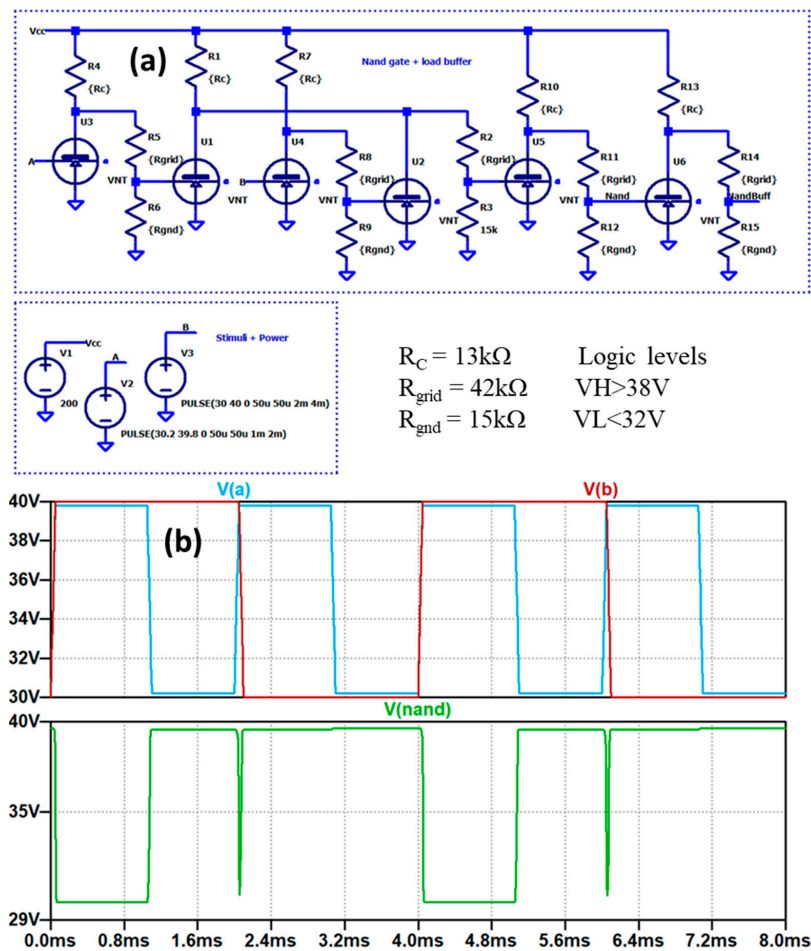 Vcc
R4
{Rc}
(a)
R1
{Rc}
R7
{Rc}
Nand gate + load buffer
R10
{Rc}
R13
{Rc}
U3
A
R5
{Rgrid}
U1
VNT
R6
{Rgnd}
U4
B
VNT
R8
{Rgrid}
U2
VNT
R9
{Rgnd}
R2
{Rgrid}
U5
VNT
R3
15k
R11
{Rgrid}
Nand
U6
VNT
R12
{Rgnd}
R14
{Rgrid}
NandBuff
VNT
R15
{Rgnd}
V1
Vcc
200
A
V2
B
V3
Stimuli + Power
PULSE(30 40 0 50u 50u 2m 4m)
PULSE(30.2 39.8 0 50u 50u 1m 2m)
RC = 13kΩ Logic levels
Rgrid = 42kΩ VH>38V
Rgnd = 15kΩ VL<32V
V(a) V(b)
(b)
40V
38V
36V
34V
32V
30V
V(nand)
40V
35V
29V
0.0ms 0.8ms 1.6ms 2.4ms 3.2ms 4.0ms 4.8ms 5.6ms 6.4ms 7.2ms 8.0ms